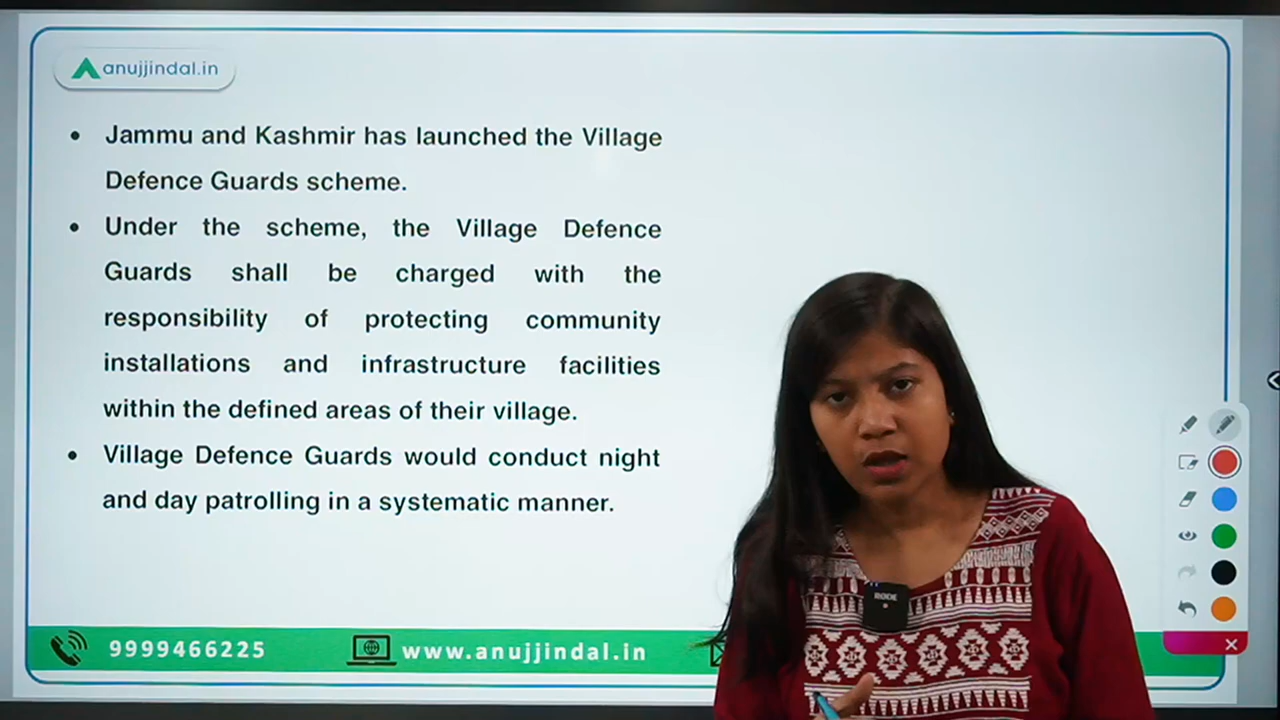 anujjindal.in
• Jammu and Kashmir has launched the Village
Defence Guards scheme.
• Under the scheme, the Village Defence
Guards shall be charged with the
responsibility of protecting community
installations and infrastructure facilities
within the defined areas of their village.
• Village Defence Guards would conduct night
and day patrolling in a systematic manner.
RODE
9999466225
www.anujjindal.in